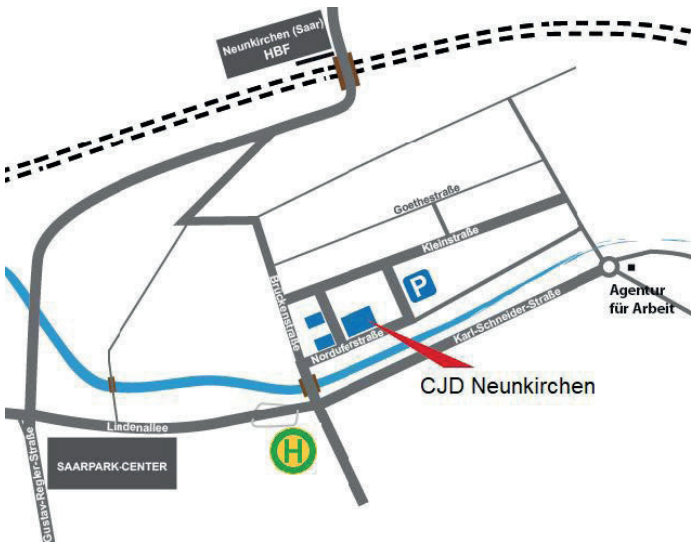 Neunkirchen (Saar)
HBF
Goethestraße
Kleinstraße
P
Brückenstraße
Agentur
für Arbeit
Norduferstraße
Karl-Schneider-Straße
CJD Neunkirchen
Lindenallee
H
SAARPARK-CENTER
Gustav-Regler-Straße